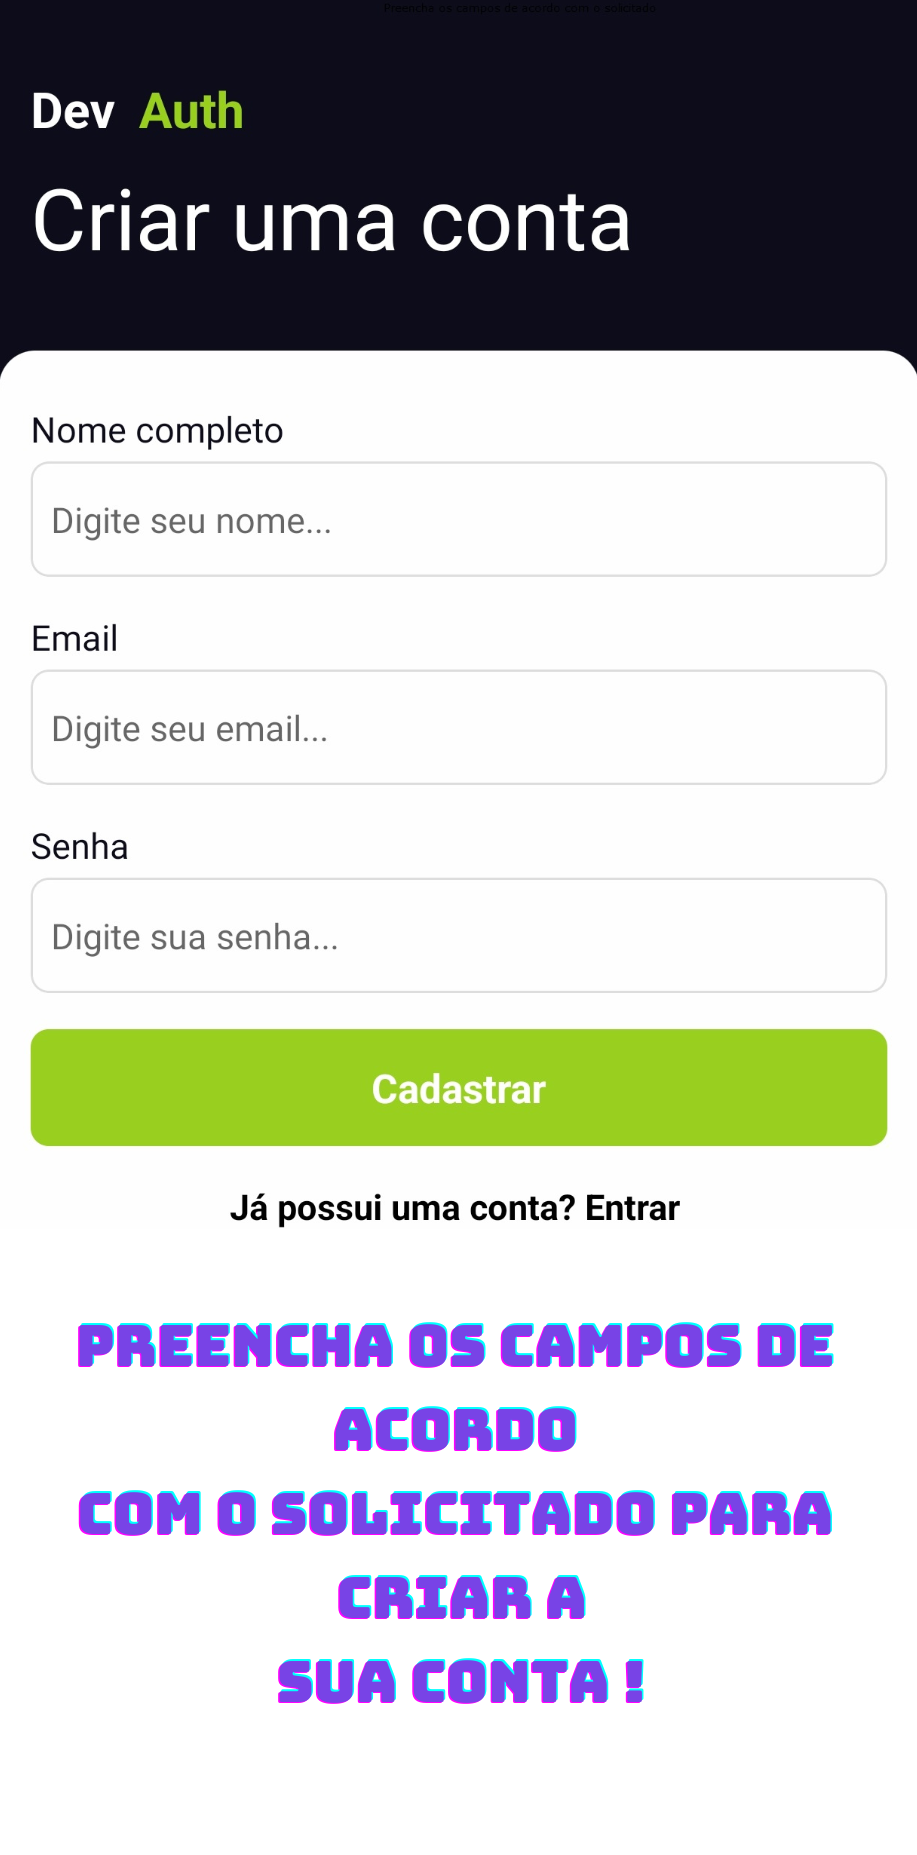 Preencha os campos de acordo com o solicitado
Dev Auth
Criar uma conta
Nome completo
Digite seu nome...
Email
Digite seu email...
Senha
Digite sua senha...
Cadastrar
Já possui uma conta? Entrar
PREENCHA OS CAMPOS DE
ACORDO
COM O SOLICITADO PARA
CRIAR A
SUA CONTA !